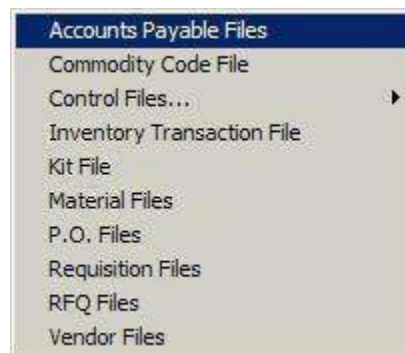 Accounts Payable Files
Commodity Code File
Control Files...
Inventory Transaction File
Kit File
Material Files
P.O. Files
Requisition Files
RFQ Files
Vendor Files